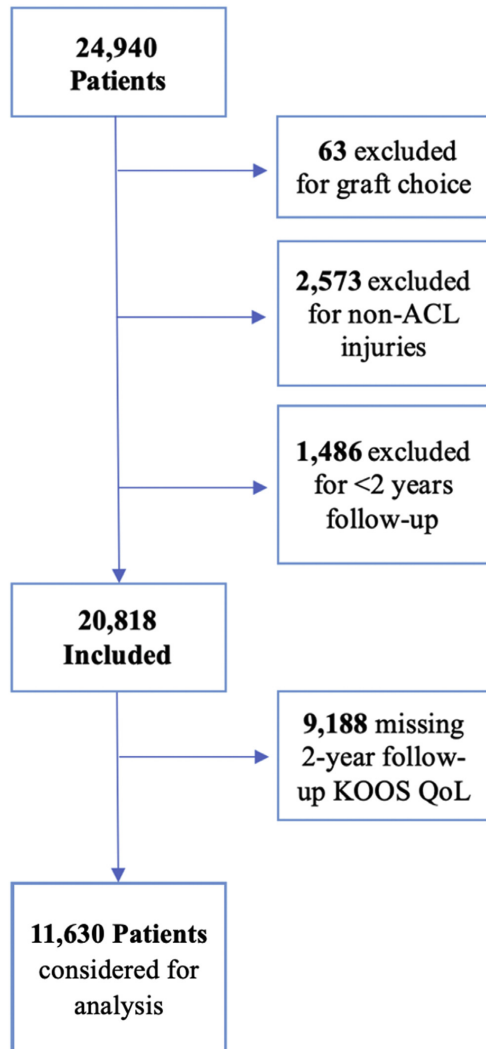 24,940
Patients
63 excluded
for graft choice
2,573 excluded
for non-ACL
injuries
1,486 excluded
for <2 years
follow-up
20,818
Included
9,188 missing
2-year follow-
up KOOS QoL
11,630 Patients
considered for
analysis